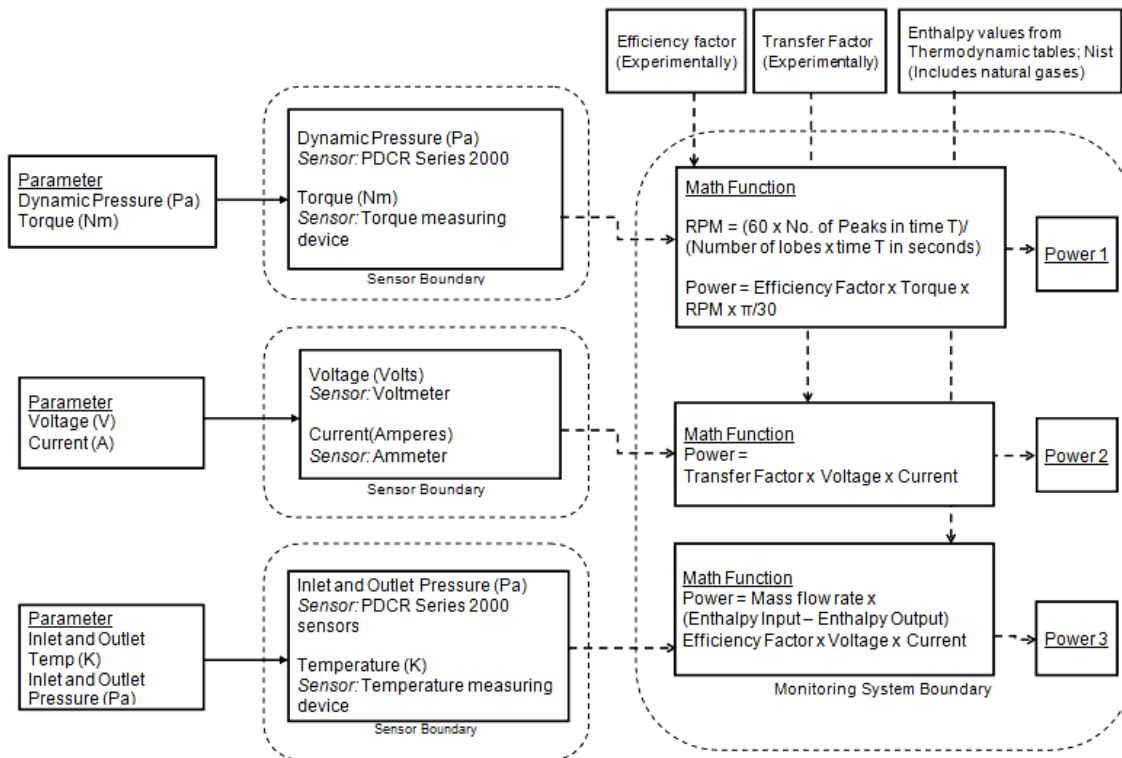 Efficiency factor
(Experimentally)
Transfer Factor
(Experimentally)
Enthalpy values from
Thermodynamic tables; Nist
(Includes natural gases)
Parameter
Dynamic Pressure (Pa)
Torque (Nm)
Dynamic Pressure (Pa)
Sensor: PDCR Series 2000
Torque (Nm)
Sensor: Torque measuring
device
Sensor Boundary
Math Function
RPM = (60 x No. of Peaks in time T)/
(Number of lobes x time T in seconds)
Power = Efficiency Factor x Torque x
RPM x π/30
Power 1
Parameter
Voltage (V)
Current (A)
Voltage (Volts)
Sensor: Voltmeter
Current(Amperes)
Sensor: Ammeter
Sensor Boundary
Math Function
Power =
Transfer Factor x Voltage x Current
Power 2
Parameter
Inlet and Outlet
Temp (K)
Inlet and Outlet
Pressure (Pa)
Inlet and Outlet Pressure (Pa)
Sensor: PDCR Series 2000
sensors
Temperature (K)
Sensor: Temperature measuring
device
Sensor Boundary
Math Function
Power = Mass flow rate x
(Enthalpy Input – Enthalpy Output)
Efficiency Factor x Voltage x Current
Power 3
Monitoring System Boundary